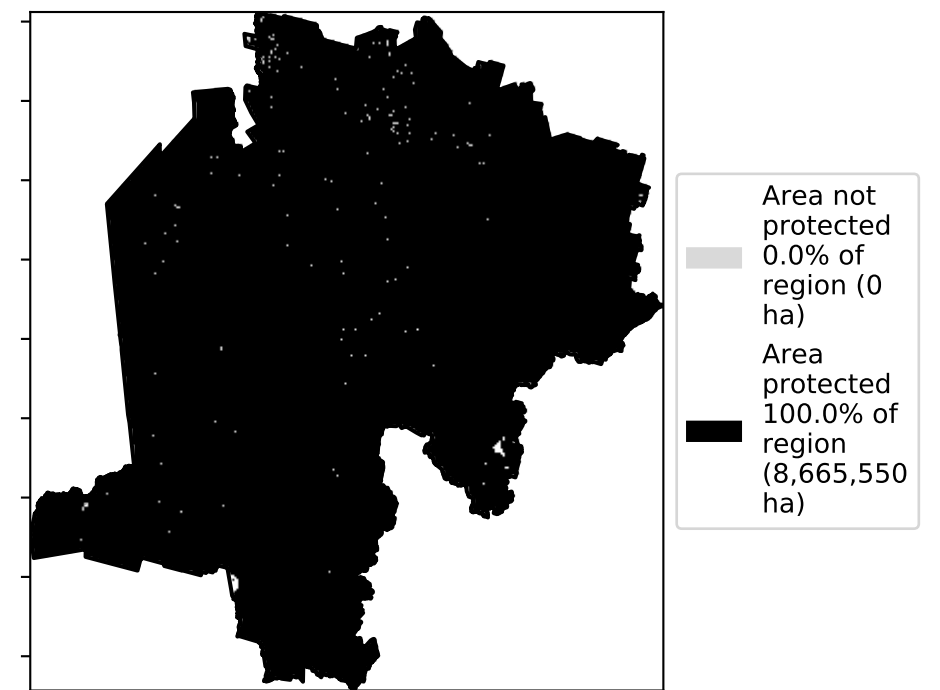 Area not
protected
0.0% of
region (0
ha)
Area
protected
100.0% of
region
(8,665,550
ha)